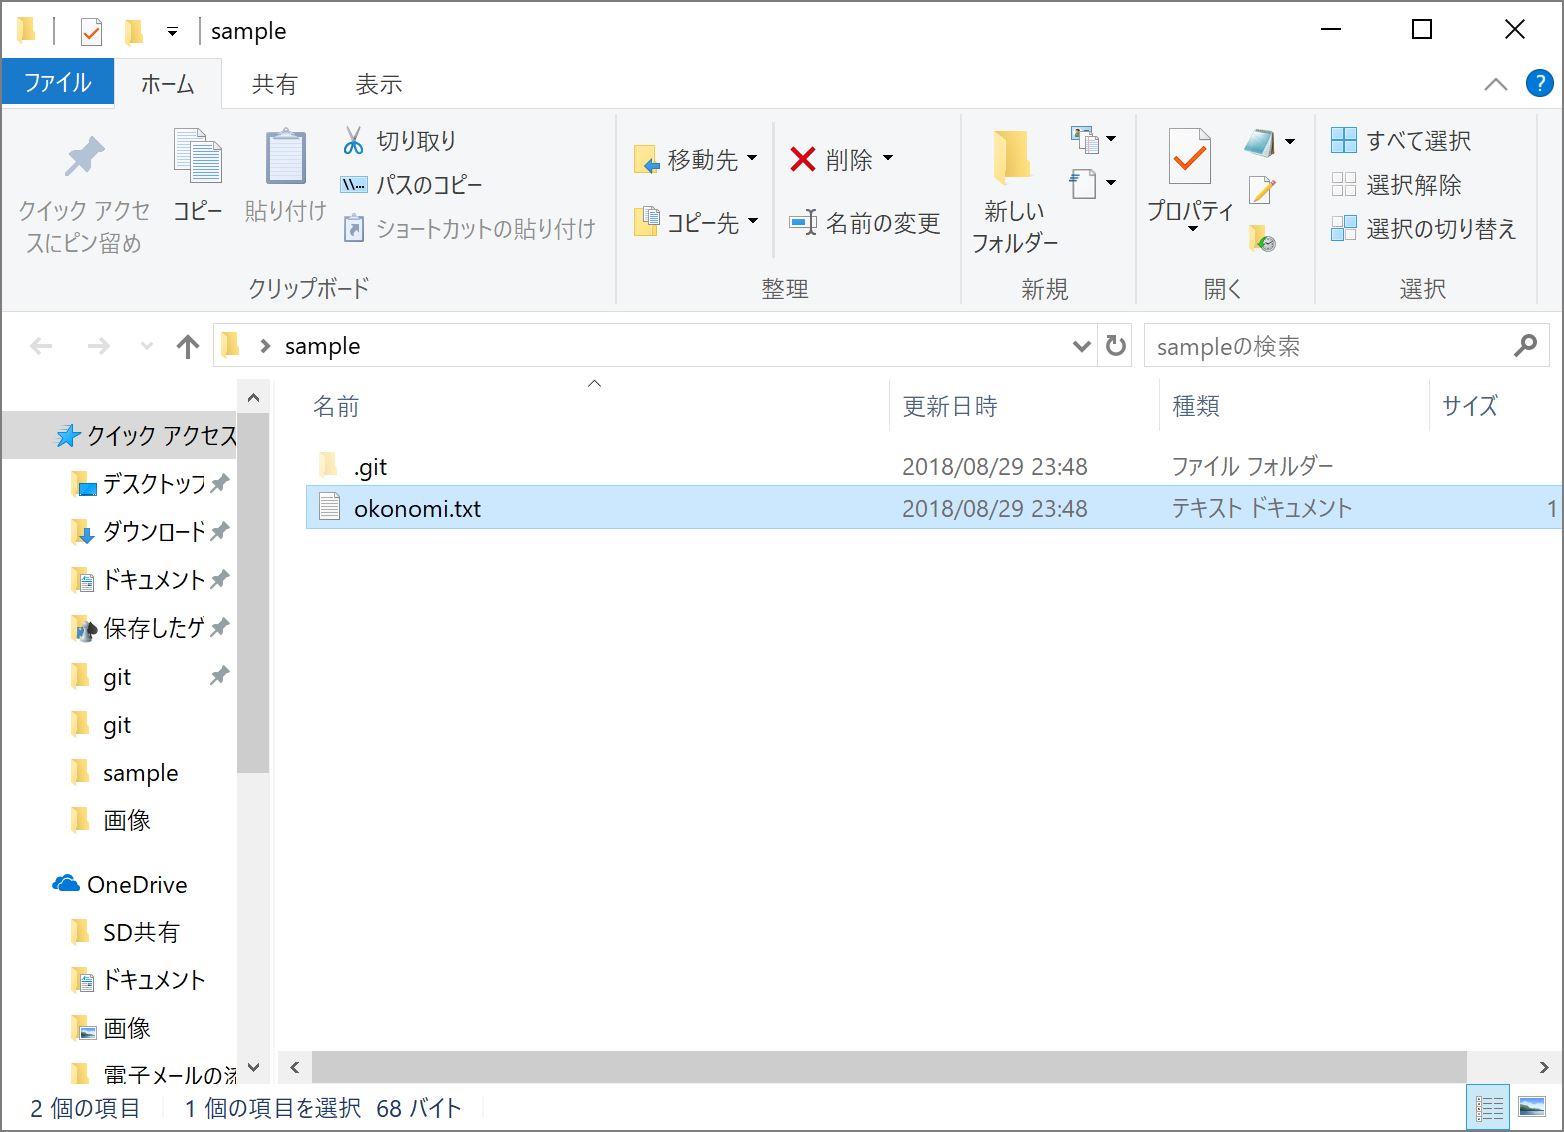 sample
ファイル
ホーム
共有
表示
?
クイック アクセ
スにピン留め
コピー
貼り付け
切り取り
パスのコピー
ショートカットの貼り付け
クリップボード
移動先
コピー先
削除
名前の変更
整理
新しい
フォルダー
新規
プロパティ
開く
すべて選択
選択解除
選択の切り替え
選択
sample
sampleの検索
クイック アクセス
デスクトップ
ダウンロード
ドキュメント
保存したゲ
git
git
sample
画像
OneDrive
SD共有
ドキュメント
画像
電子メールの
名前 更新日時 種類 サイズ
.git 2018/08/29 23:48 ファイル フォルダー
okonomi.txt 2018/08/29 23:48 テキスト ドキュメント 1
2 個の項目 1 個の項目を選択 68 バイト